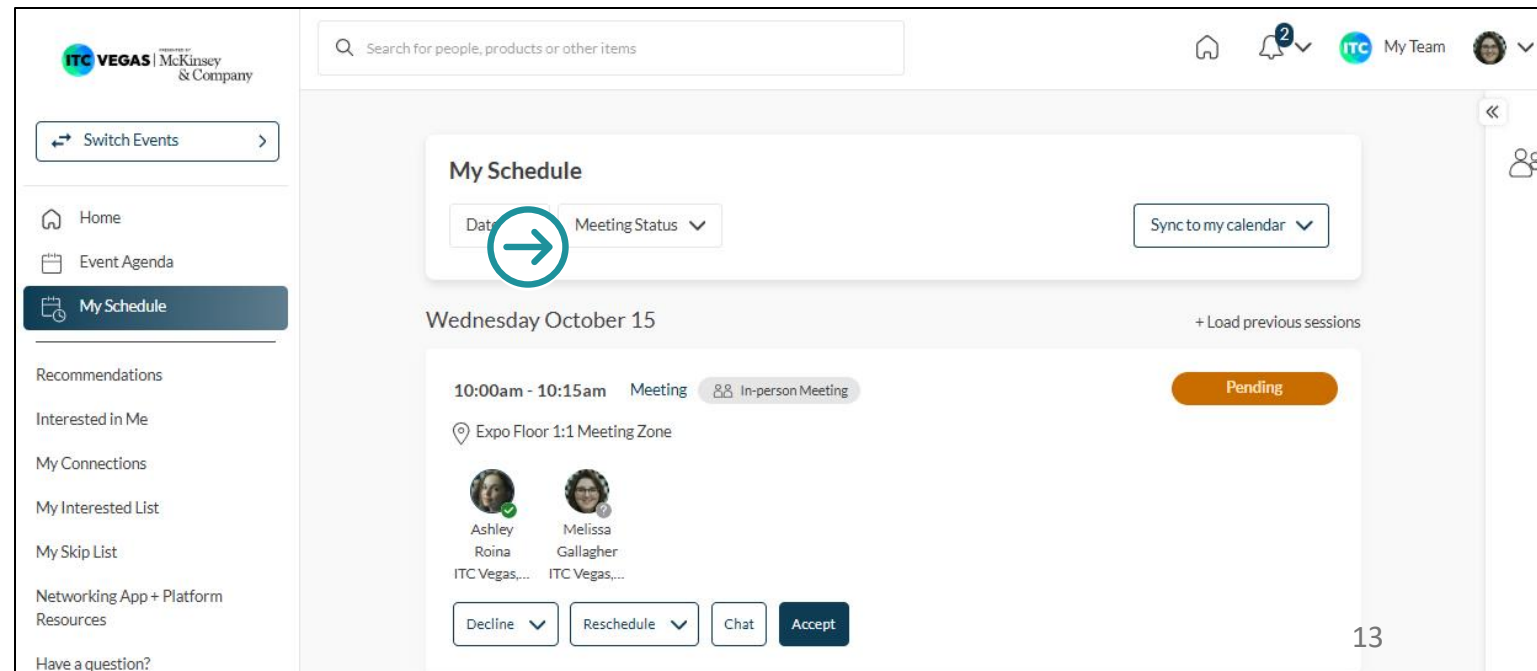 ITC VEGAS
PRESENTED BY
McKinsey
& Company
Search for people, products or other items
2
ITC
My Team
Switch Events
Home
Event Agenda
My Schedule
Recommendations
Interested in Me
My Connections
My Interested List
My Skip List
Networking App + Platform
Resources
Have a question?
My Schedule
Date
Meeting Status
Sync to my calendar
Wednesday October 15
+ Load previous sessions
10:00am - 10:15am Meeting In-person Meeting
Pending
Expo Floor 1:1 Meeting Zone
?
Ashley
Roina
ITC Vegas,...
Melissa
Gallagher
ITC Vegas,...
Decline
Reschedule
Chat
Accept
13